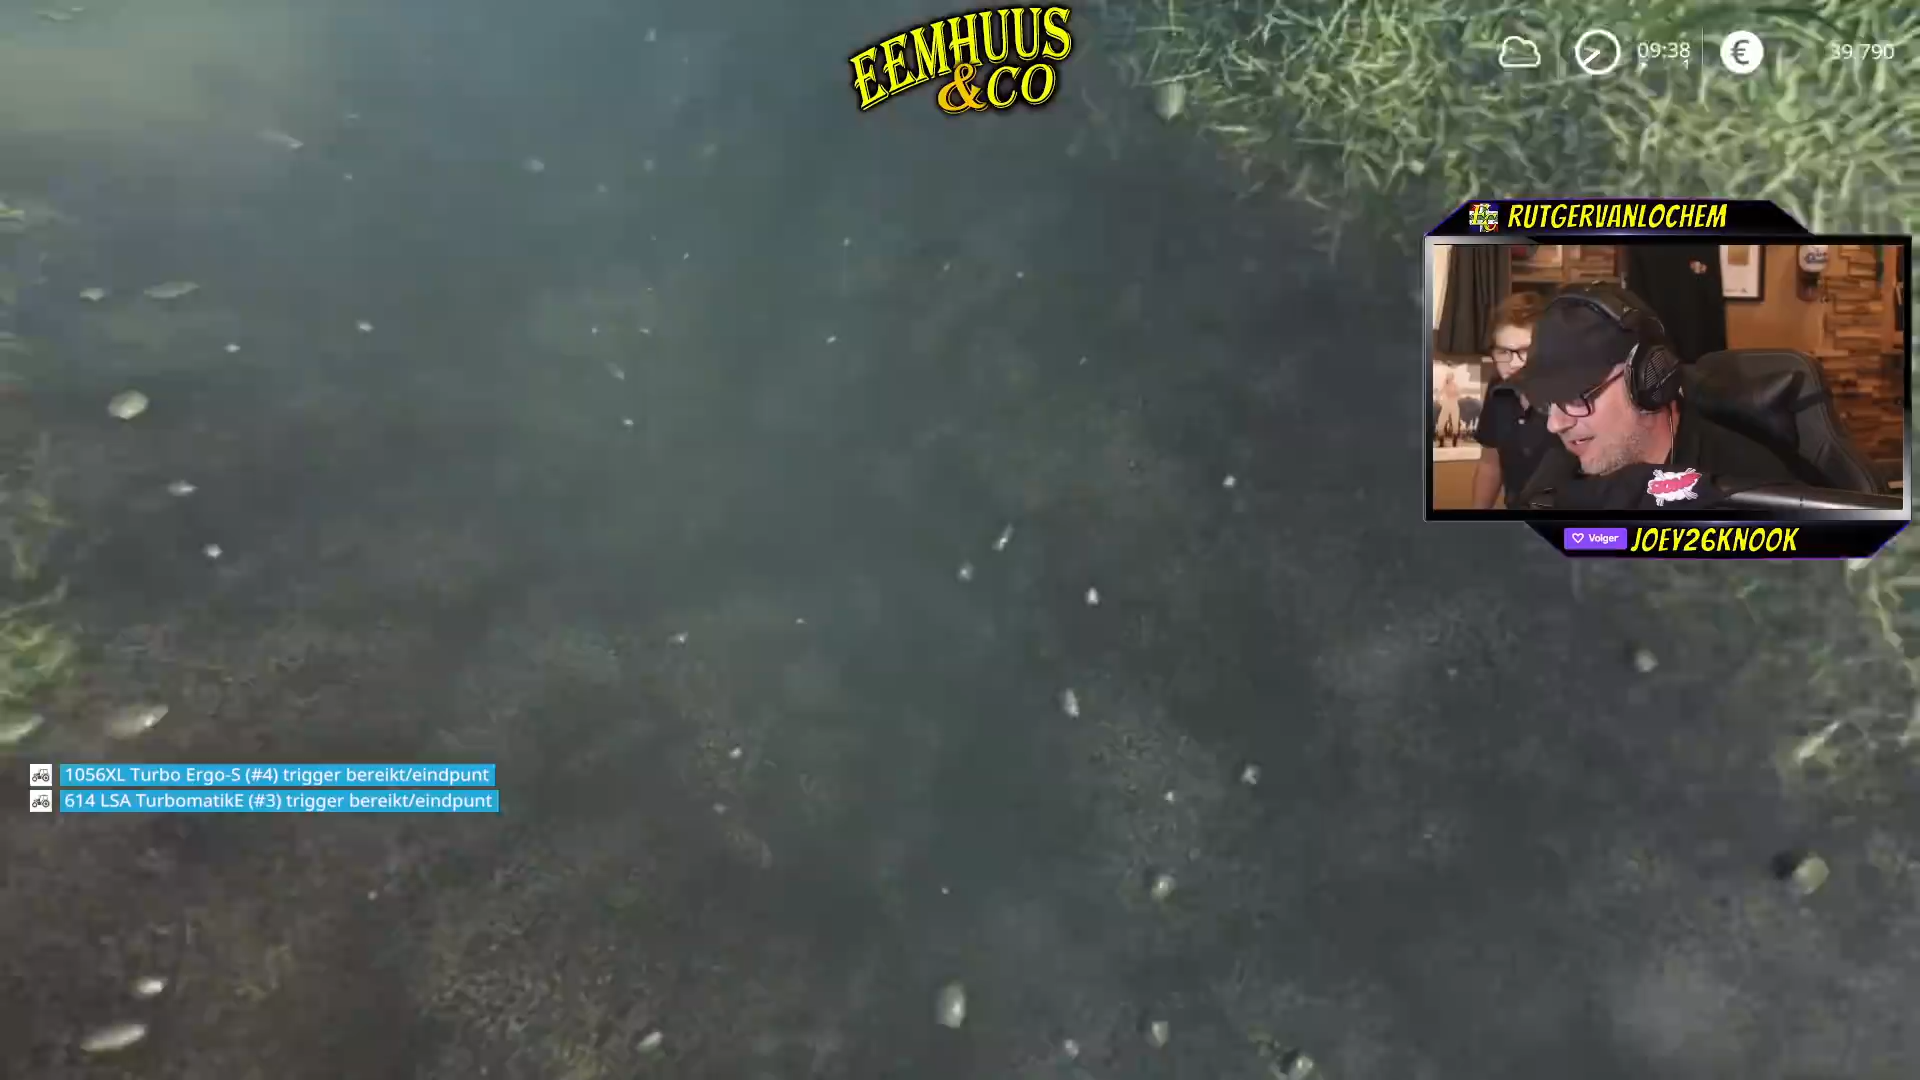 EEMHUUS
&CO
09:38
€
39.790
RUTGERVANLOCHEM
Volger
JOEY26KNOOK
1056XL Turbo Ergo-S (#4) trigger bereikt/eindpunt
614 LSA TurbomatikE (#3) trigger bereikt/eindpunt